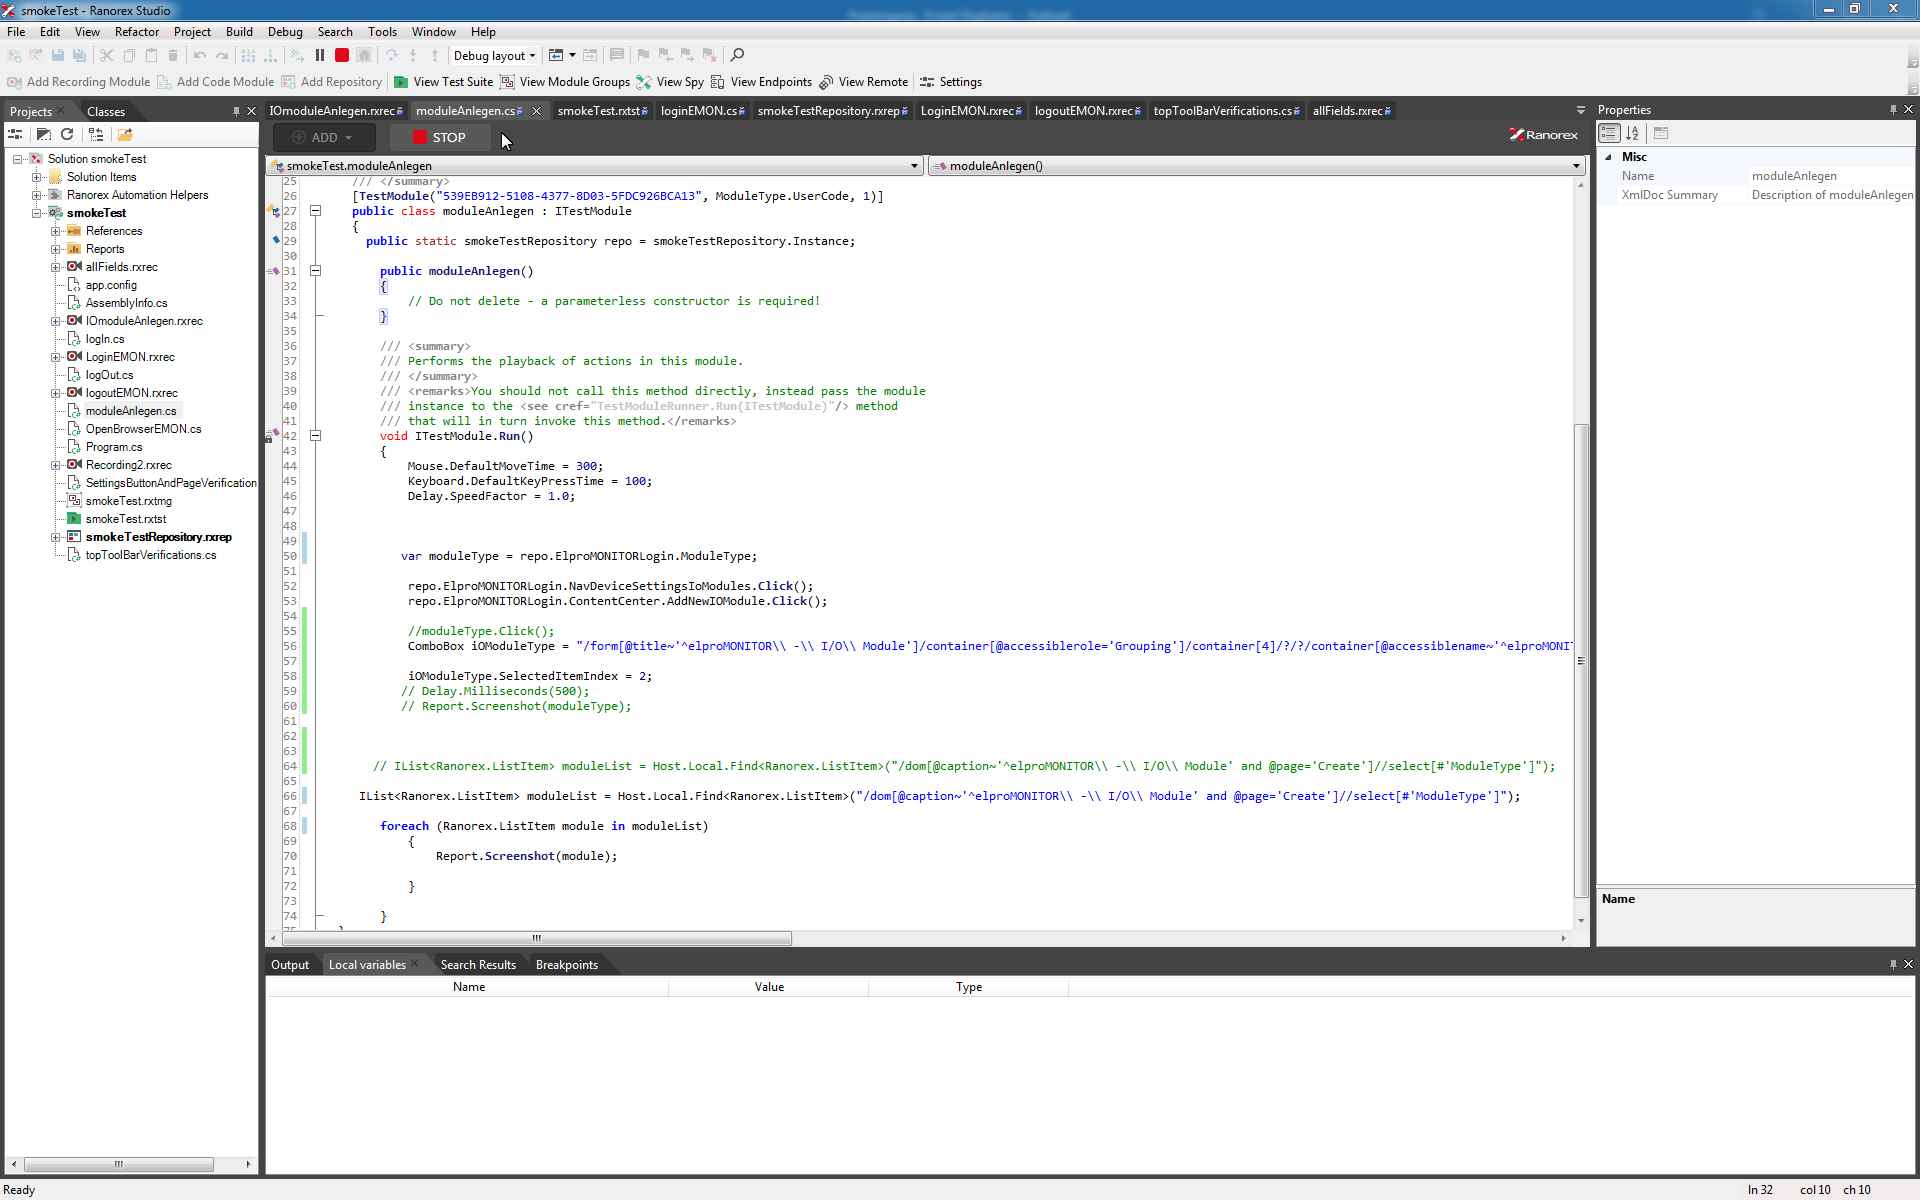 smokeTest - Ranorex Studio
File Edit View Refactor Project Build Debug Search Tools Window Help
Debug layout
Add Recording Module Add Code Module Add Repository View Test Suite View Module Groups View Spy View Endpoints View Remote Settings
Projects Classes
IOmoduleAnlegen.rxrec moduleAnlegen.cs smokeTest.rxtst loginEMON.cs smokeTestRepository.rxrep LoginEMON.rxrec logoutEMON.rxrec topToolBarVerifications.cs allFields.rxrec
Properties
ADD STOP
Ranorex
smokeTest.moduleAnlegen
moduleAnlegen()
Solution smokeTest
Solution Items
Ranorex Automation Helpers
smokeTest
References
Reports
allFields.rxrec
app.config
AssemblyInfo.cs
IOmoduleAnlegen.rxrec
logIn.cs
LoginEMON.rxrec
logOut.cs
logoutEMON.rxrec
moduleAnlegen.cs
OpenBrowserEMON.cs
Program.cs
Recording2.rxrec
SettingsButtonAndPageVerification
smokeTest.rxtmg
smokeTest.rxtst
smokeTestRepository.rxrep
topToolBarVerifications.cs
25 /// </summary>
26 [TestModule("539EB912-5108-4377-8D03-5FDC926BCA13", ModuleType.UserCode, 1)]
27 public class moduleAnlegen : ITestModule
28 {
29 public static smokeTestRepository repo = smokeTestRepository.Instance;
30
31 public moduleAnlegen()
32 {
33 // Do not delete - a parameterless constructor is required!
34 }
35
36 /// <summary>
37 /// Performs the playback of actions in this module.
38 /// </summary>
39 /// <remarks>You should not call this method directly, instead pass the module
40 /// instance to the <see cref="TestModuleRunner.Run(ITestModule)"/> method
41 /// that will in turn invoke this method.</remarks>
42 void ITestModule.Run()
43 {
44 Mouse.DefaultMoveTime = 300;
45 Keyboard.DefaultKeyPressTime = 100;
46 Delay.SpeedFactor = 1.0;
47
48
49
50 var moduleType = repo.ElproMONITORLogin.ModuleType;
51
52 repo.ElproMONITORLogin.NavDeviceSettingsIoModules.Click();
53 repo.ElproMONITORLogin.ContentCenter.AddNewIOModule.Click();
54
55 //moduleType.Click();
56 ComboBox iOModuleType = "/form[@title~'^elproMONITOR\\ -\\ I/O\\ Module']/container[@accessiblerole='Grouping']/container[4]/?/?/container[@accessiblename~'^elproMONI
57
58 iOModuleType.SelectedItemIndex = 2;
59 // Delay.Milliseconds(500);
60 // Report.Screenshot(moduleType);
61
62
63
64 // IList<Ranorex.ListItem> moduleList = Host.Local.Find<Ranorex.ListItem>("/dom[@caption~'^elproMONITOR\\ -\\ I/O\\ Module' and @page='Create']//select[#'ModuleType']");
65
66 IList<Ranorex.ListItem> moduleList = Host.Local.Find<Ranorex.ListItem>("/dom[@caption~'^elproMONITOR\\ -\\ I/O\\ Module' and @page='Create']//select[#'ModuleType']");
67
68 foreach (Ranorex.ListItem module in moduleList)
69 {
70 Report.Screenshot(module);
71
72 }
73
74 }
Misc
Name moduleAnlegen
XmlDoc Summary Description of moduleAnlegen
Name
Output Local variables Search Results Breakpoints
Name Value Type
Ready
ln 32 col 10 ch 10